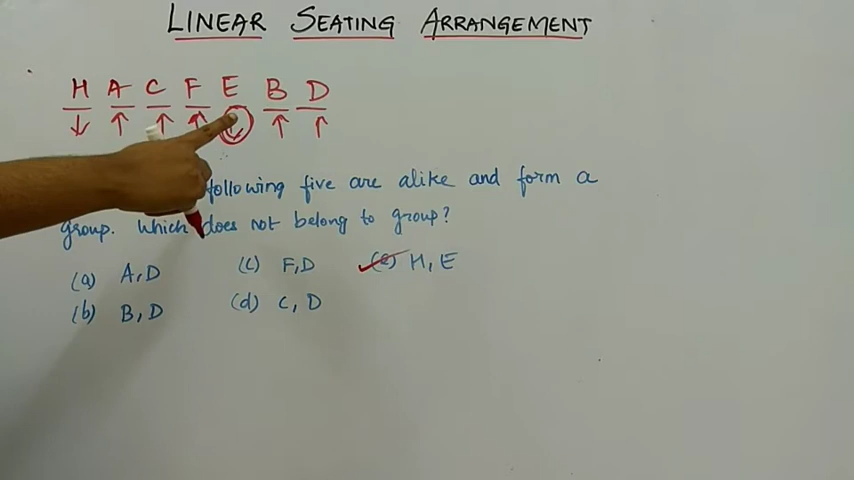 LINEAR SEATING ARRANGEMENT
H A C F E B D
↓ ↑ ↑ ↑ ↓ ↑ ↑
following five are alike and form a
group. Which does not belong to group?
(a) A, D (c) F, D (e) H, E
(b) B, D (d) C, D